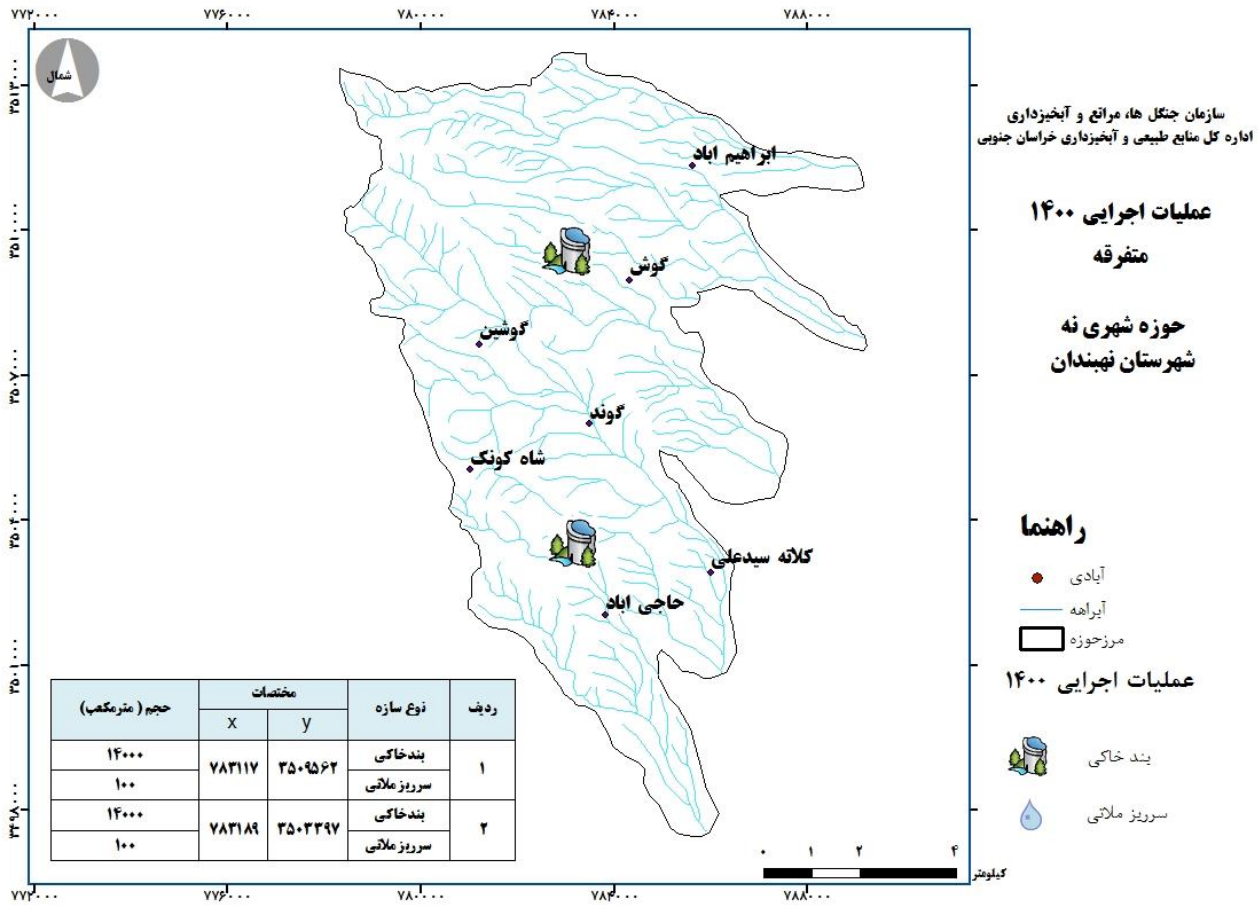 ۷۷۲۰۰۰ ۷۷۶۰۰۰ ۷۸۰۰۰۰ ۷۸۴۰۰۰ ۷۸۸۰۰۰
شمال
۳۵۱۳۰۰۰
۳۵۱۰۰۰۰
۳۵۰۷۰۰۰
۳۵۰۴۰۰۰
۳۵۰۱۰۰۰
۳۴۹۸۰۰۰
ابراهیم اباد
گوش
گوشین
گوند
شاه کونک
کلاته سیدعلی
حاجی اباد
سازمان جنگل ها، مراتع و آبخیزداری
اداره کل منابع طبیعی و آبخیزداری خراسان جنوبی
عملیات اجرایی ۱۴۰۰
متفرقه
حوزه شهری نه
شهرستان نهبندان
راهنما
آبادی
آبراهه
مرزحوزه
عملیات اجرایی ۱۴۰۰
بند خاکی
سرریز ملاتی
ردیف نوع سازه مختصات حجم ( مترمکعب)
y x
۱ بندخاکی ۳۵۰۹۵۶۲ ۷۸۳۱۱۷ ۱۴۰۰۰
سرریزملاتی ۱۰۰
۲ بندخاکی ۳۵۰۳۳۹۷ ۷۸۳۱۸۹ ۱۴۰۰۰
سرریزملاتی ۱۰۰
۰ ۱ ۲ ۴
کیلومتر
۷۷۲۰۰۰ ۷۷۶۰۰۰ ۷۸۰۰۰۰ ۷۸۴۰۰۰ ۷۸۸۰۰۰